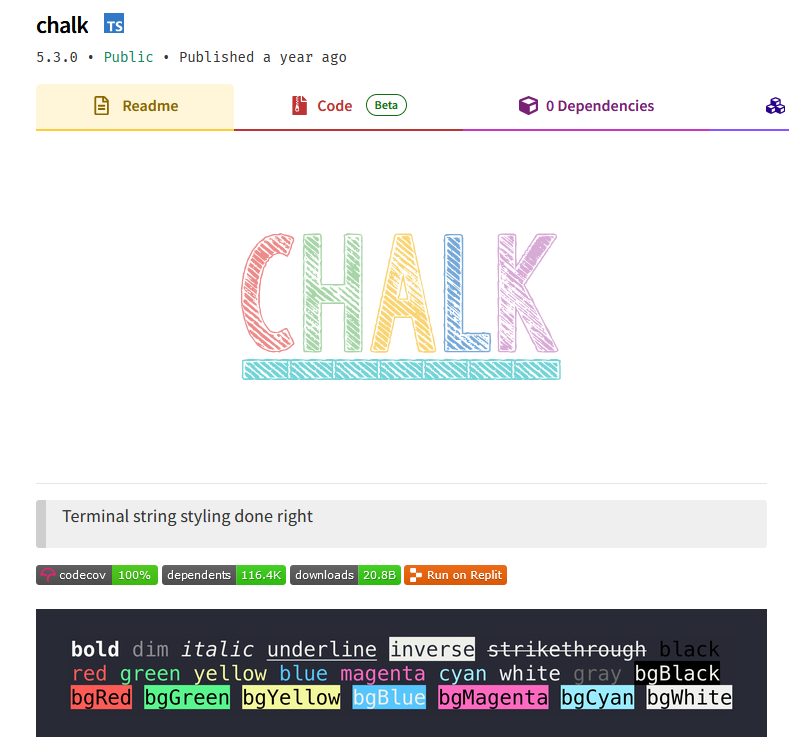 chalk TS
5.3.0 • Public • Published a year ago
Readme Code Beta 0 Dependencies
CHALK
Terminal string styling done right
codecov 100% dependents 116.4K downloads 20.8B Run on Replit
bold dim italic underline inverse strikethrough black
red green yellow blue magenta cyan white gray bgBlack
bgRed bgGreen bgYellow bgBlue bgMagenta bgCyan bgWhite